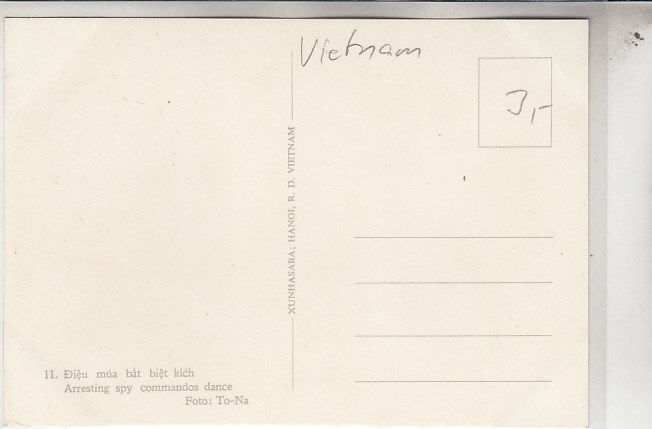 Vietnam
3,-
XUNHASABA; HANOI, R. D. VIETNAM
11. Điệu múa bắt biệt kích
Arresting spy commandos dance
Foto: To-Na